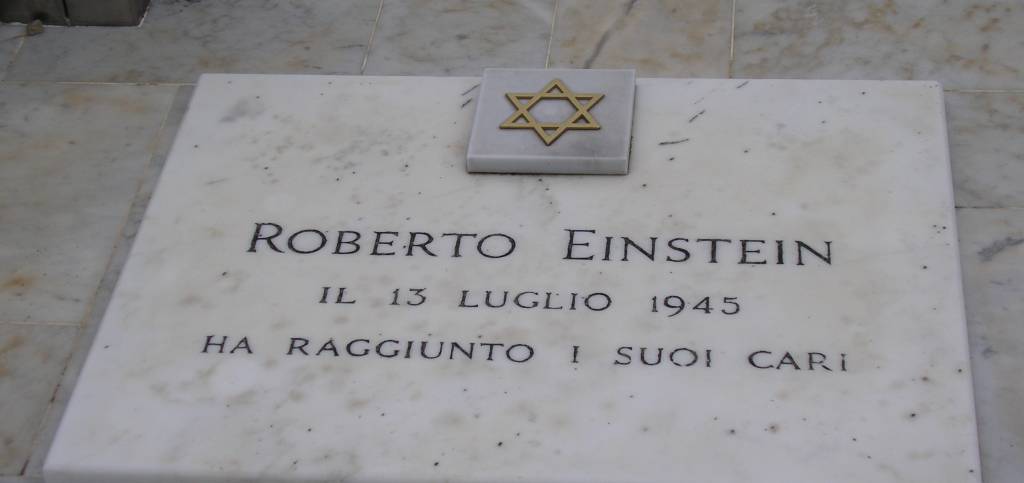 ROBERTO EINSTEIN
IL 13 LUGLIO 1945
HA RAGGIUNTO I SUOI CARI